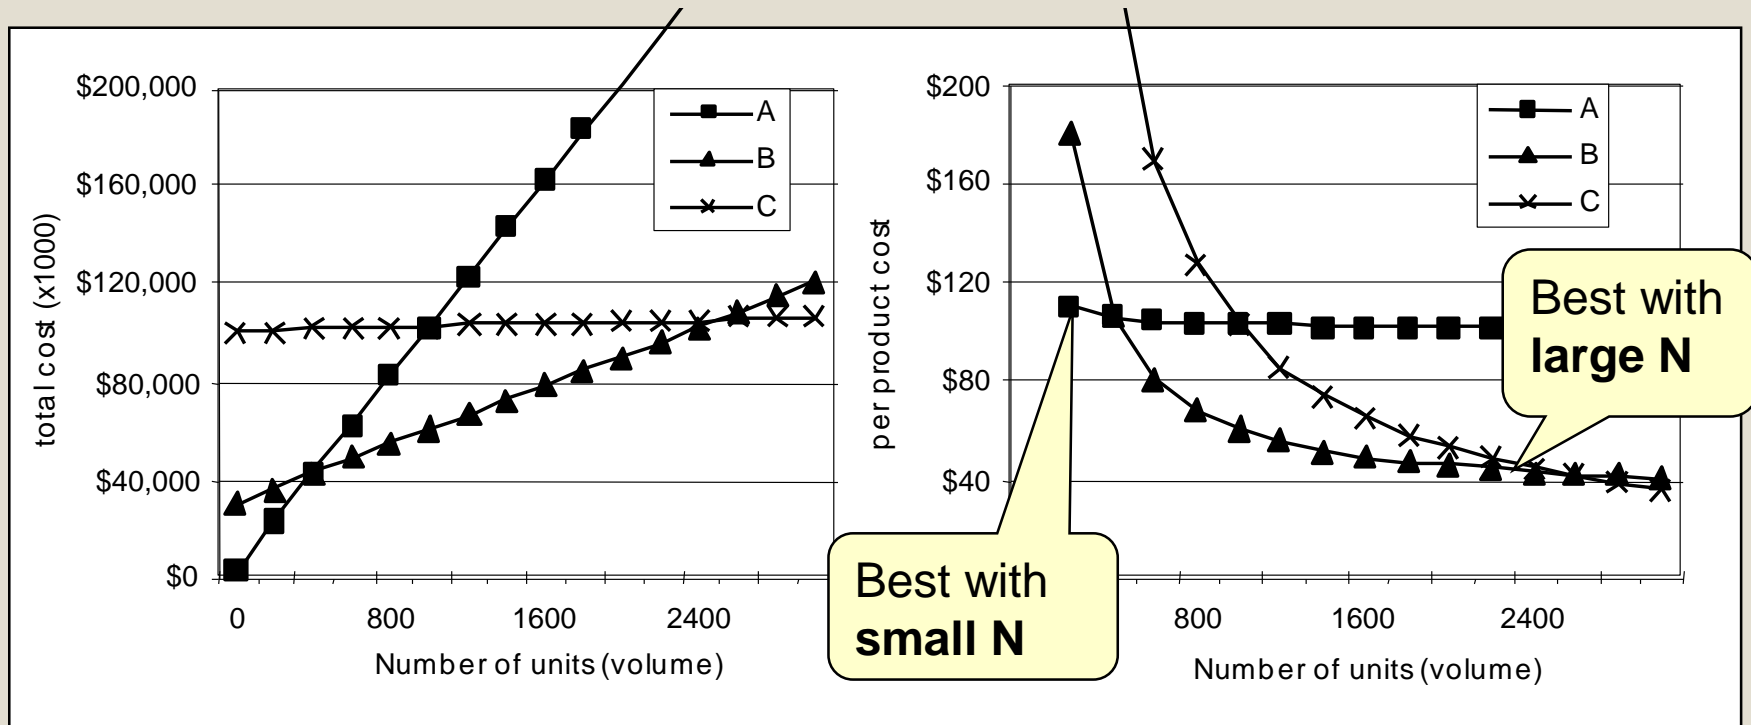 $200,000
$160,000
$120,000
$80,000
$40,000
$0
total cost (x1000)
A
B
C
0 800 1600 2400
Number of units (volume)
$200
$160
$120
$80
$40
per product cost
A
B
C
800 1600 2400
Number of units (volume)
Best with
large N
Best with
small N